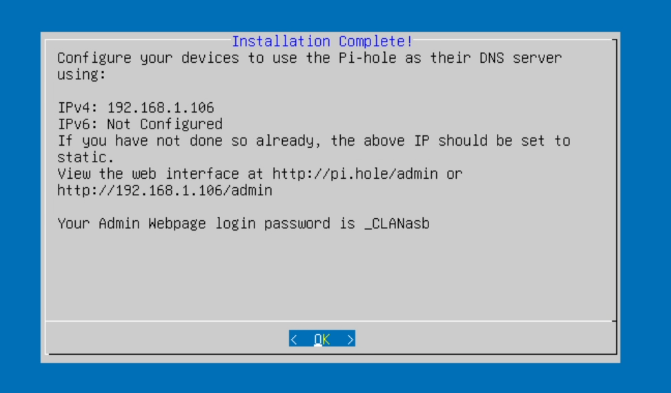 Installation Complete!
Configure your devices to use the Pi-hole as their DNS server
using:
IPv4: 192.168.1.106
IPv6: Not Configured
If you have not done so already, the above IP should be set to
static.
View the web interface at http://pi.hole/admin or
http://192.168.1.106/admin
Your Admin Webpage login password is _CLANasb
< OK >